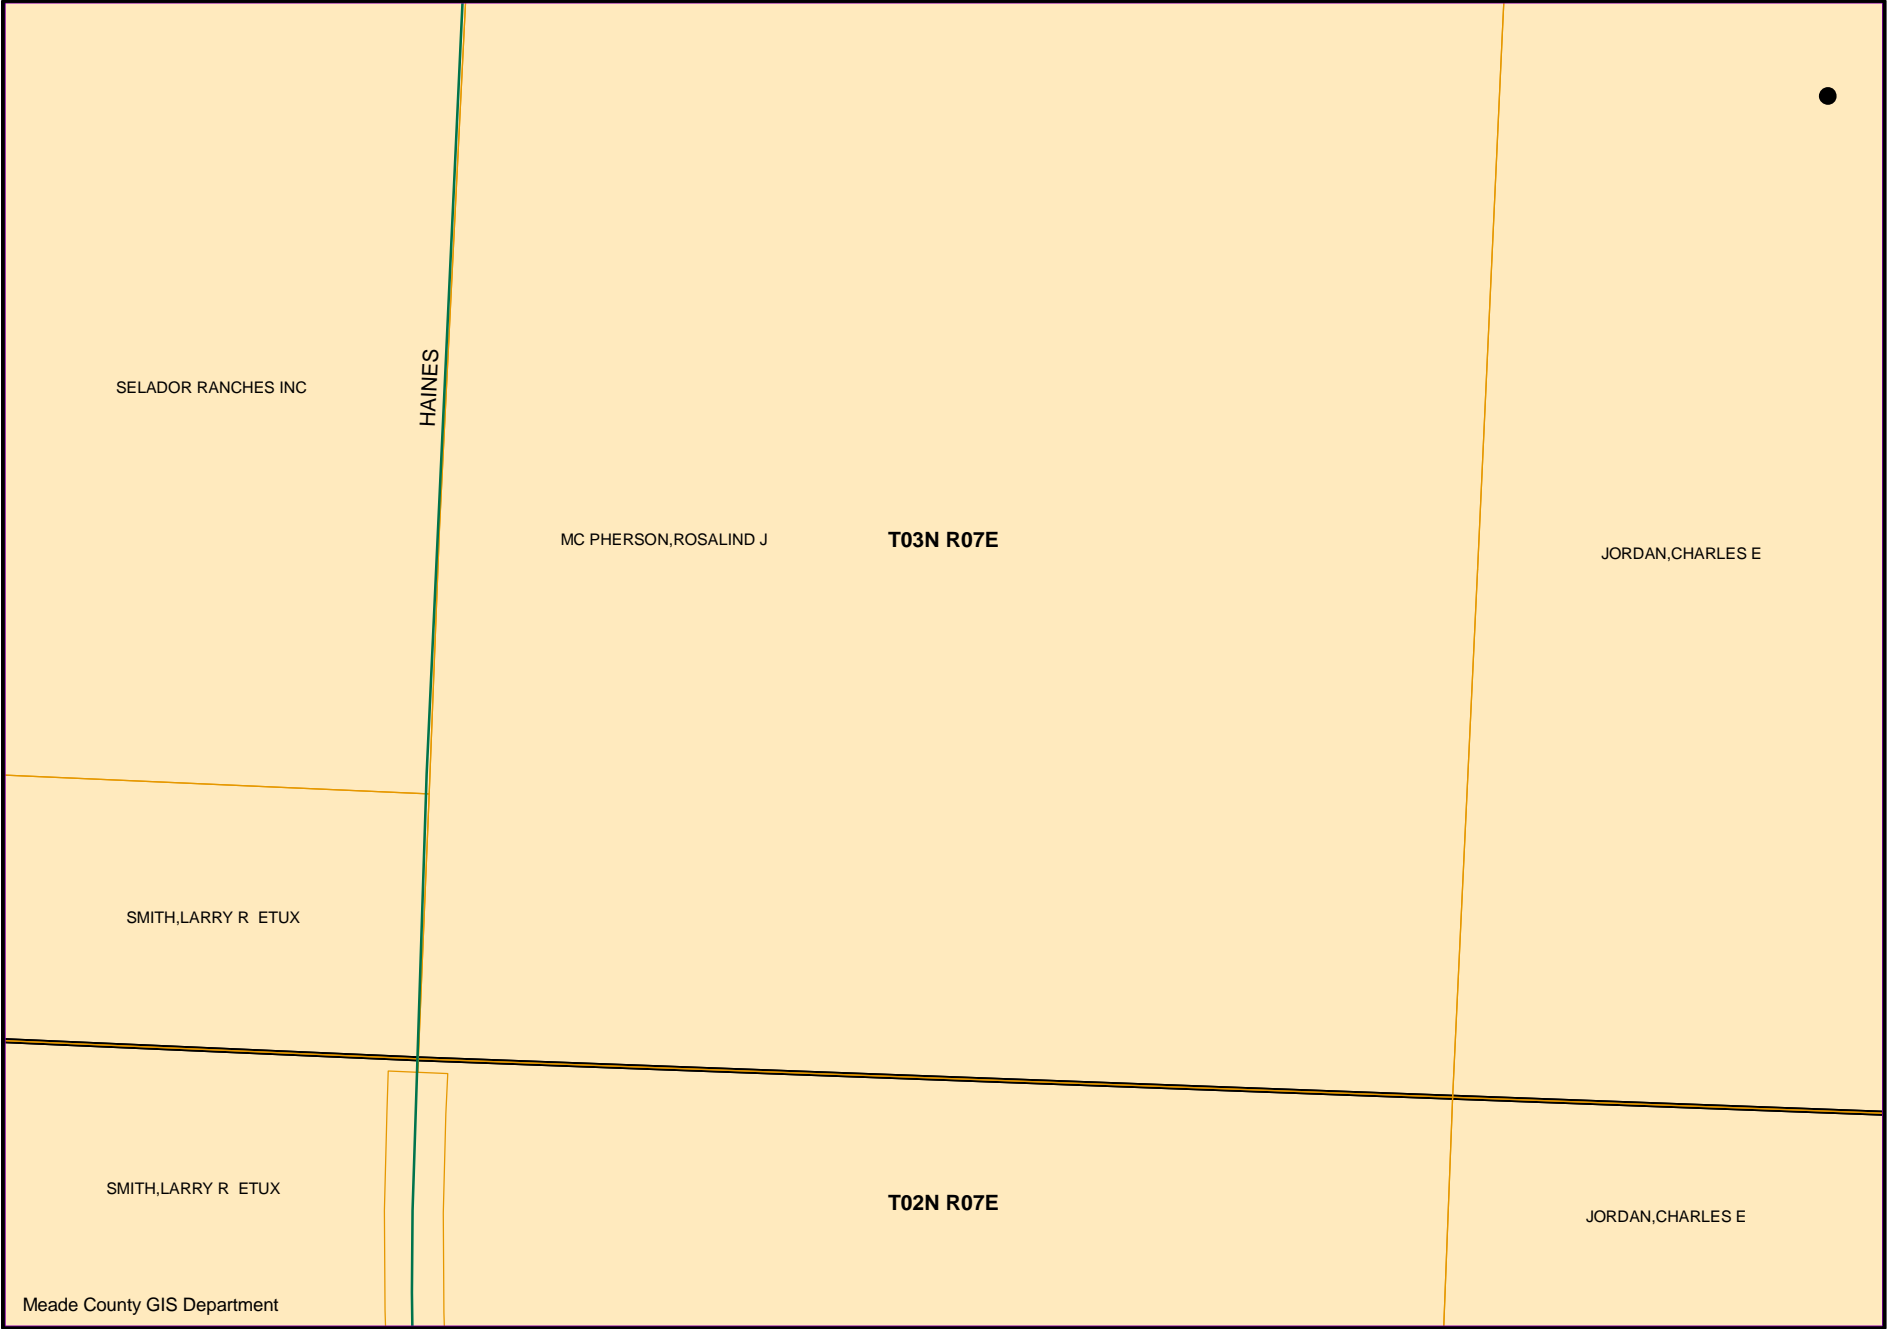 HAINES
SELADOR RANCHES INC
MC PHERSON,ROSALIND J
T03N R07E
JORDAN,CHARLES E
SMITH,LARRY R  ETUX
SMITH,LARRY R  ETUX
T02N R07E
JORDAN,CHARLES E
Meade County GIS Department